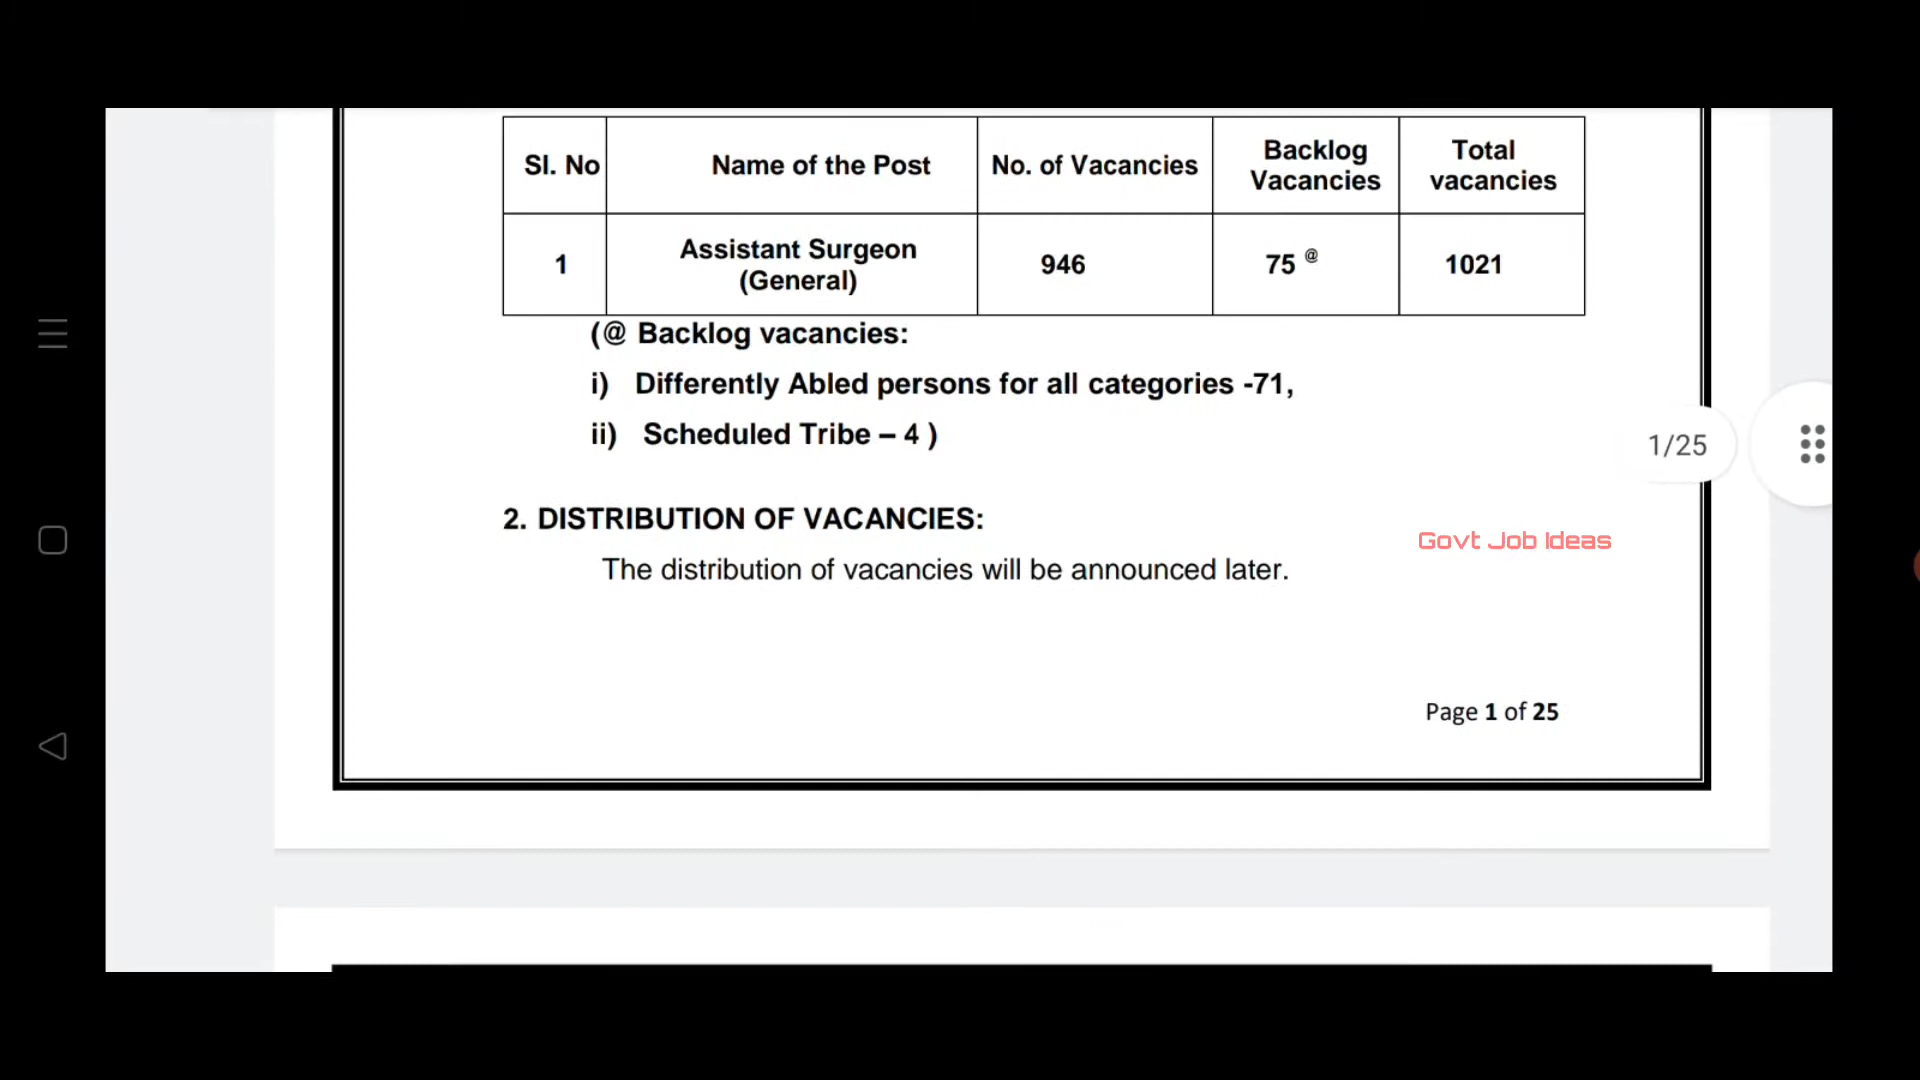 Sl. No Name of the Post No. of Vacancies Backlog Vacancies Total vacancies
1 Assistant Surgeon (General) 946 75 @ 1021
(@ Backlog vacancies:
i) Differently Abled persons for all categories -71,
ii) Scheduled Tribe – 4 )
1/25
2. DISTRIBUTION OF VACANCIES:
Govt Job Ideas
The distribution of vacancies will be announced later.
Page 1 of 25